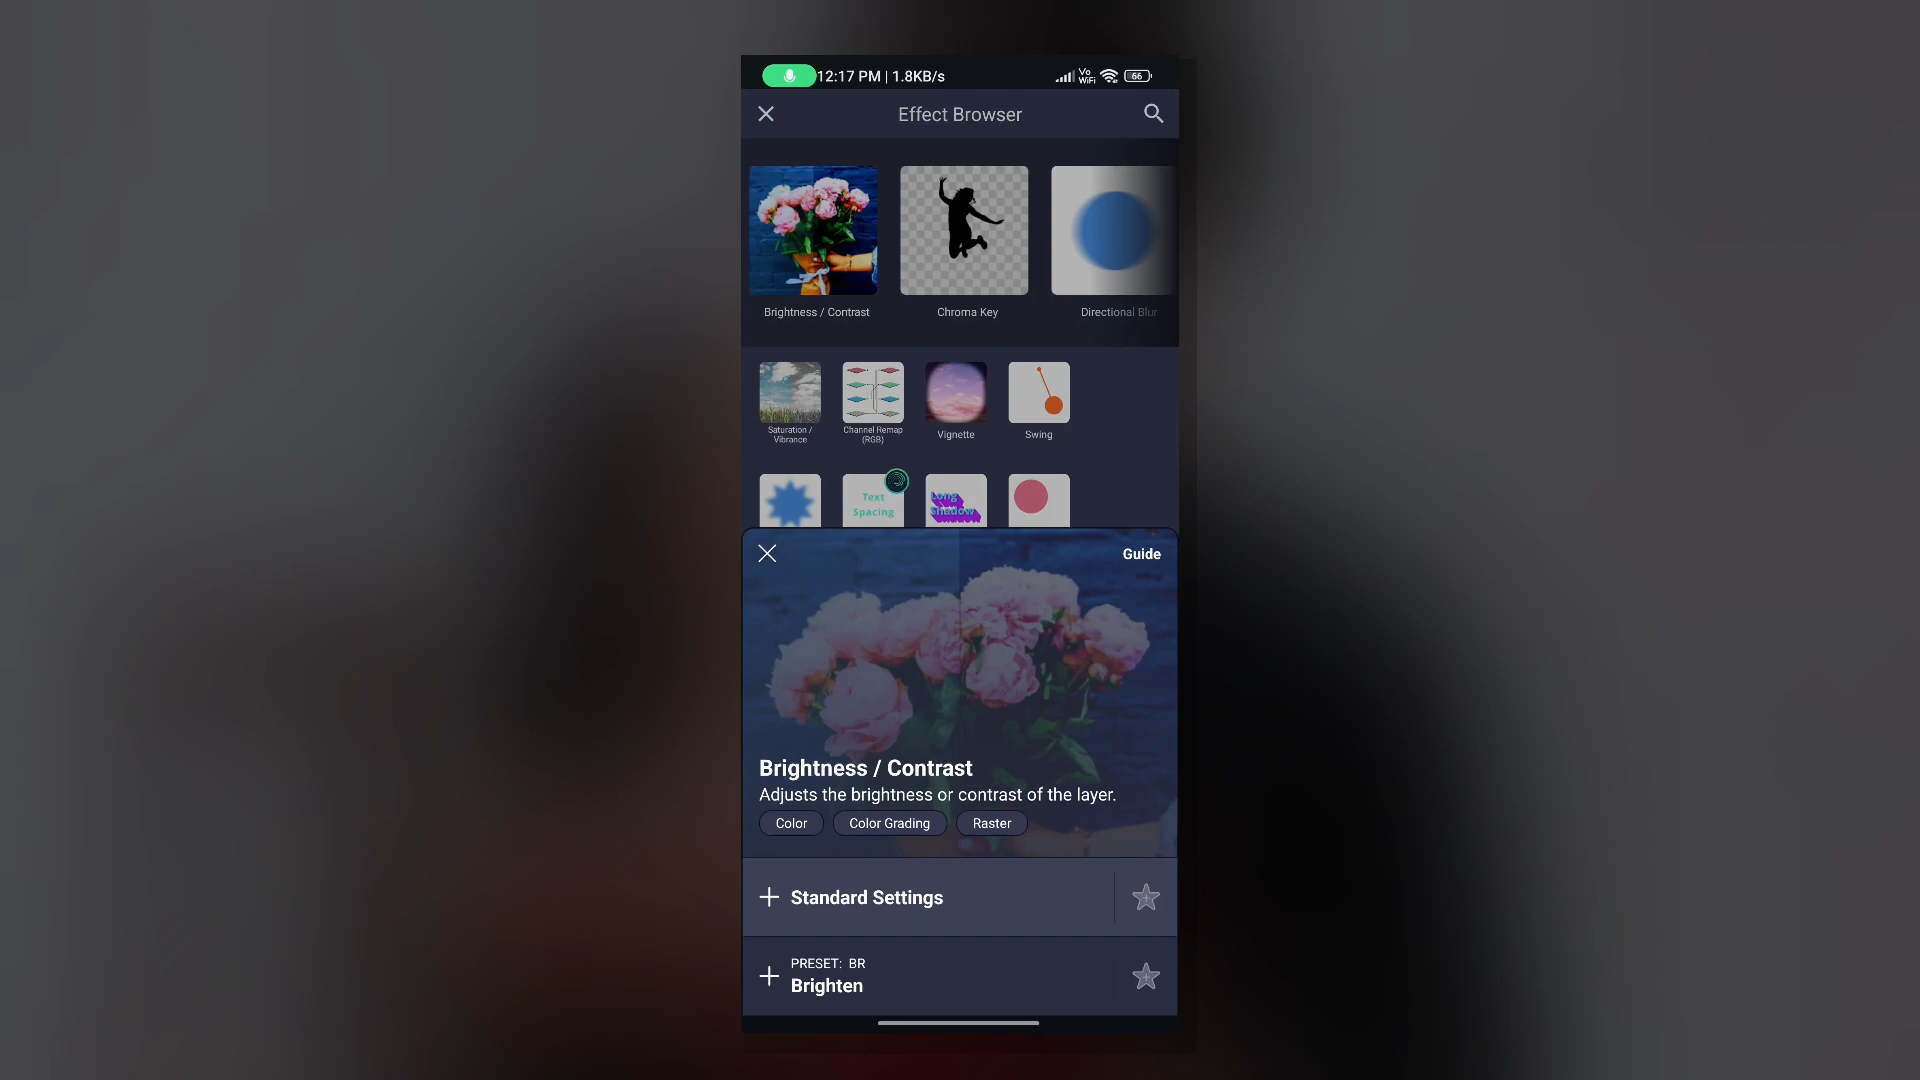 12:17 PM | 1.8KB/s
Vo
WiFi
66
Effect Browser
Brightness / Contrast
Chroma Key
Directional Blur
Saturation /
Vibrance
Channel Remap
(RGB)
Vignette
Swing
Text
Spacing
Long
Shadow
Guide
Brightness / Contrast
Adjusts the brightness or contrast of the layer.
Color
Color Grading
Raster
Standard Settings
PRESET: BR
Brighten